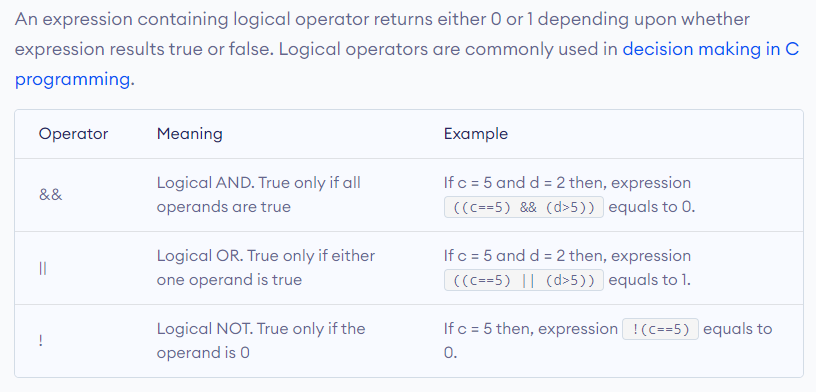 An expression containing logical operator returns either 0 or 1 depending upon whether
expression results true or false. Logical operators are commonly used in decision making in C
programming.
Operator Meaning Example
&& Logical AND. True only if all operands are true If c = 5 and d = 2 then, expression ((c==5) && (d>5)) equals to 0.
|| Logical OR. True only if either one operand is true If c = 5 and d = 2 then, expression ((c==5) || (d>5)) equals to 1.
! Logical NOT. True only if the operand is 0 If c = 5 then, expression !(c==5) equals to 0.